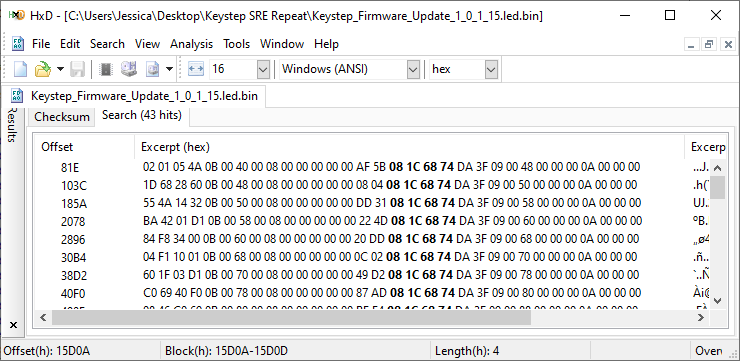 HxD - [C:\Users\Jessica\Desktop\Keystep SRE Repeat\Keystep_Firmware_Update_1_0_1_15.led.bin]
File Edit Search View Analysis Tools Window Help
16 Windows (ANSI) hex
Keystep_Firmware_Update_1_0_1_15.led.bin
Results
Checksum Search (43 hits)
Offset Excerpt (hex) Excerp
81E 02 01 05 4A 0B 00 40 00 08 00 00 00 00 00 AF 5B 08 1C 68 74 DA 3F 09 00 48 00 00 00 0A 00 00 00 ...J..
103C 1D 68 28 60 0B 00 48 00 08 00 00 00 00 00 08 04 08 1C 68 74 DA 3F 09 00 50 00 00 00 0A 00 00 00 .h(`
185A 55 4A 14 32 0B 00 50 00 08 00 00 00 00 00 DD 31 08 1C 68 74 DA 3F 09 00 58 00 00 00 0A 00 00 00 UJ..
2078 BA 42 01 D1 0B 00 58 00 08 00 00 00 00 00 22 4D 08 1C 68 74 DA 3F 09 00 60 00 00 00 0A 00 00 00 ºB.
2896 84 F8 34 00 0B 00 60 00 08 00 00 00 00 00 20 DD 08 1C 68 74 DA 3F 09 00 68 00 00 00 0A 00 00 00 „ø4
30B4 04 F1 10 01 0B 00 68 00 08 00 00 00 00 00 0C 02 08 1C 68 74 DA 3F 09 00 70 00 00 00 0A 00 00 00 .ñ..
38D2 60 1F 03 D1 0B 00 70 00 08 00 00 00 00 00 49 D2 08 1C 68 74 DA 3F 09 00 78 00 00 00 0A 00 00 00 `..Ñ
40F0 C0 69 40 F0 0B 00 78 00 08 00 00 00 00 00 87 AD 08 1C 68 74 DA 3F 09 00 80 00 00 00 0A 00 00 00 Ài@
Offset(h): 15D0A Block(h): 15D0A-15D0D Length(h): 4 Overv